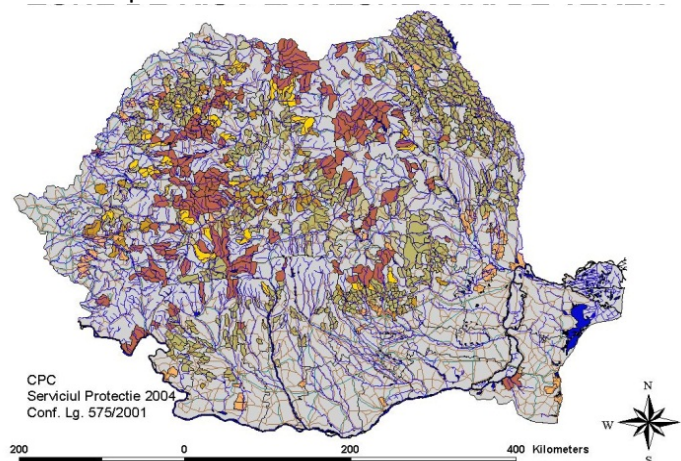 CPC
Serviciul Protectie 2004
Conf. Lg. 575/2001
N
W
S
200 0 200 400 Kilometers